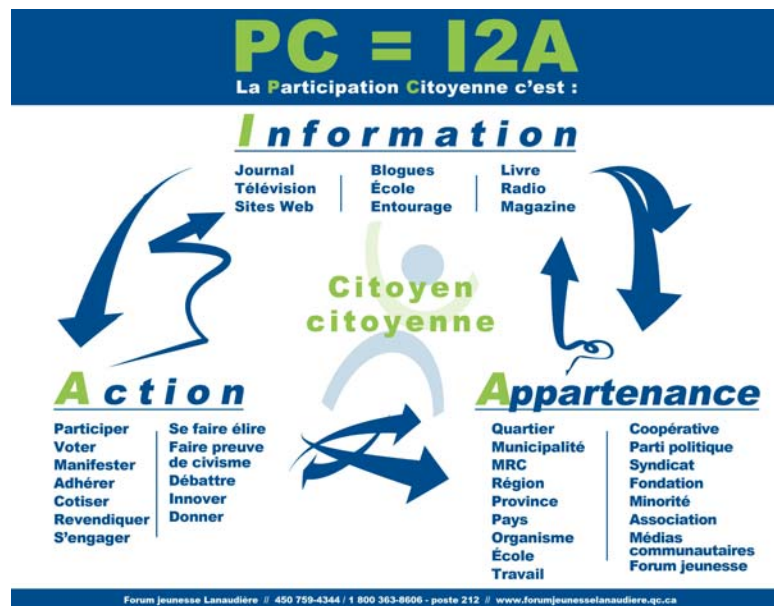 PC = I2A
La Participation Citoyenne c'est :
Information
Journal
Télévision
Sites Web
Blogues
École
Entourage
Livre
Radio
Magazine
Citoyen
citoyenne
Action
Participer
Voter
Manifester
Adhérer
Cotiser
Revendiquer
S'engager
Se faire élire
Faire preuve
de civisme
Débattre
Innover
Donner
Appartenance
Quartier
Municipalité
MRC
Région
Province
Pays
Organisme
École
Travail
Coopérative
Parti politique
Syndicat
Fondation
Minorité
Association
Médias
communautaires
Forum jeunesse
Forum jeunesse Lanaudière // 450 759-4344 / 1 800 363-8606 - poste 212 // www.forumjeunesselanaudiere.qc.ca